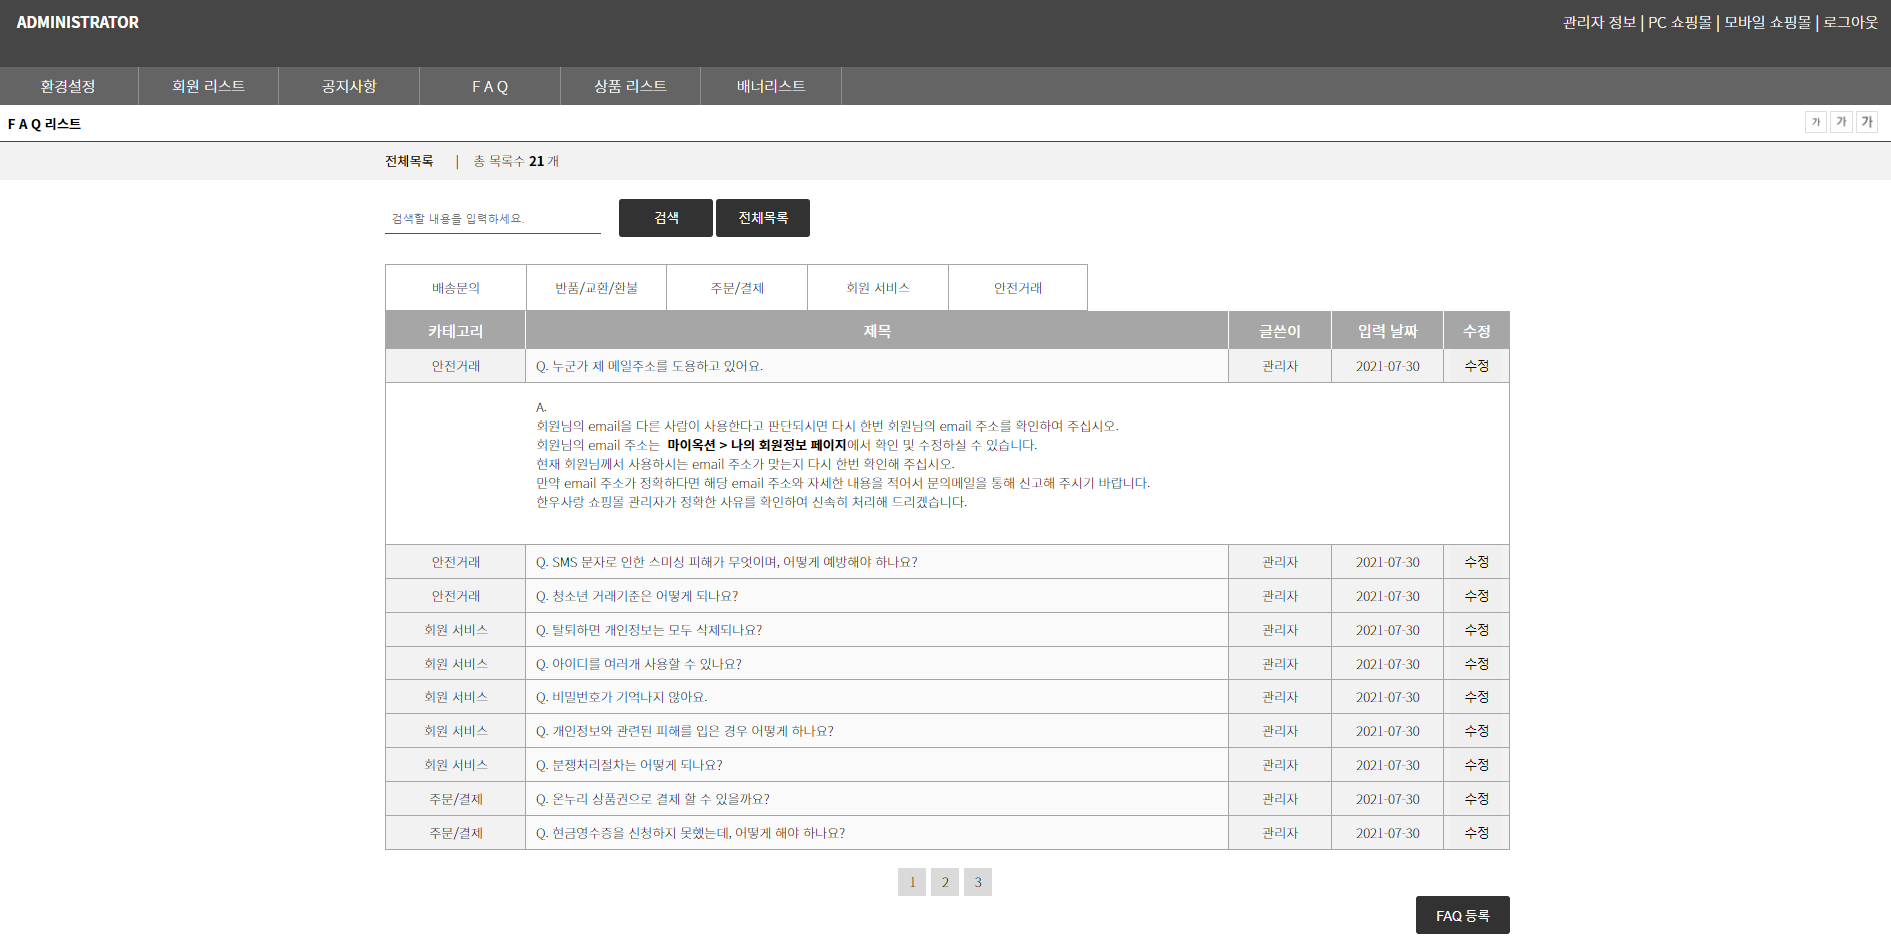 ADMINISTRATOR
관리자 정보 | PC 쇼핑몰 | 모바일 쇼핑몰 | 로그아웃
환경설정 회원 리스트 공지사항 F A Q 상품 리스트 배너리스트
F A Q 리스트
가 가 가
전체목록 | 총 목록수 21 개
검색할 내용을 입력하세요. 검색 전체목록
배송문의 반품/교환/환불 주문/결제 회원 서비스 안전거래
카테고리 제목 글쓴이 입력 날짜 수정
안전거래 Q. 누군가 제 메일주소를 도용하고 있어요. 관리자 2021-07-30 수정
A.
회원님의 email을 다른 사람이 사용한다고 판단되시면 다시 한번 회원님의 email 주소를 확인하여 주십시오.
회원님의 email 주소는 마이옥션 > 나의 회원정보 페이지에서 확인 및 수정하실 수 있습니다.
현재 회원님께서 사용하시는 email 주소가 맞는지 다시 한번 확인해 주십시오.
만약 email 주소가 정확하다면 해당 email 주소와 자세한 내용을 적어서 문의메일을 통해 신고해 주시기 바랍니다.
한우사랑 쇼핑몰 관리자가 정확한 사유를 확인하여 신속히 처리해 드리겠습니다.
안전거래 Q. SMS 문자로 인한 스미싱 피해가 무엇이며, 어떻게 예방해야 하나요? 관리자 2021-07-30 수정
안전거래 Q. 청소년 거래기준은 어떻게 되나요? 관리자 2021-07-30 수정
회원 서비스 Q. 탈퇴하면 개인정보는 모두 삭제되나요? 관리자 2021-07-30 수정
회원 서비스 Q. 아이디를 여러개 사용할 수 있나요? 관리자 2021-07-30 수정
회원 서비스 Q. 비밀번호가 기억나지 않아요. 관리자 2021-07-30 수정
회원 서비스 Q. 개인정보와 관련된 피해를 입은 경우 어떻게 하나요? 관리자 2021-07-30 수정
회원 서비스 Q. 분쟁처리절차는 어떻게 되나요? 관리자 2021-07-30 수정
주문/결제 Q. 온누리 상품권으로 결제 할 수 있을까요? 관리자 2021-07-30 수정
주문/결제 Q. 현금영수증을 신청하지 못했는데, 어떻게 해야 하나요? 관리자 2021-07-30 수정
1 2 3
FAQ 등록